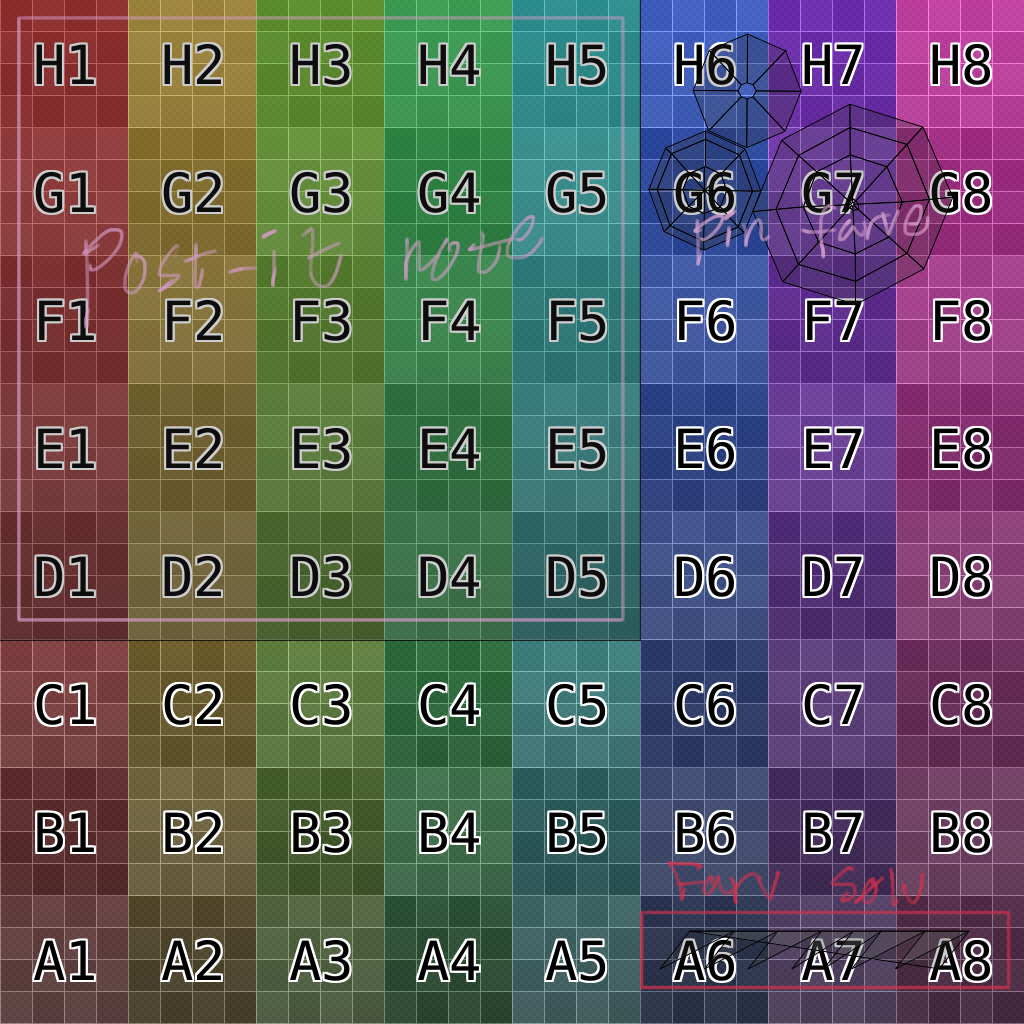 H1 H2 H3 H4 H5 H6 H7 H8
G1 G2 G3 G4 G5 G6 G7 G8
Post-it note pin farve
F1 F2 F3 F4 F5 F6 F7 F8
E1 E2 E3 E4 E5 E6 E7 E8
D1 D2 D3 D4 D5 D6 D7 D8
C1 C2 C3 C4 C5 C6 C7 C8
B1 B2 B3 B4 B5 B6 B7 B8
Farv sølv
A1 A2 A3 A4 A5 A6 A7 A8